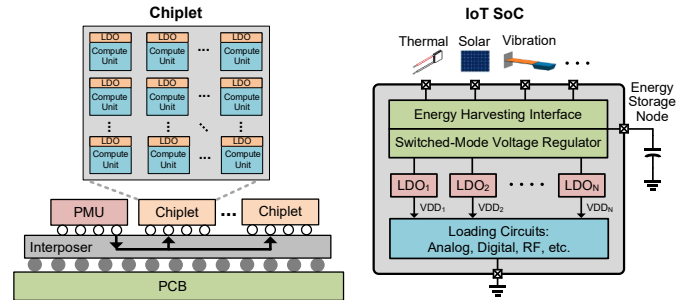 Chiplet
LDO LDO ... LDO
Compute Unit Compute Unit Compute Unit
LDO LDO ... LDO
Compute Unit Compute Unit Compute Unit
LDO LDO ... LDO
Compute Unit Compute Unit Compute Unit
PMU Chiplet ... Chiplet
Interposer
PCB
IoT SoC
Thermal Solar Vibration
Energy Storage Node
Energy Harvesting Interface
Switched-Mode Voltage Regulator
LDO1 LDO2 LDON
VDD1 VDD2 VDDN
Loading Circuits:
Analog, Digital, RF, etc.